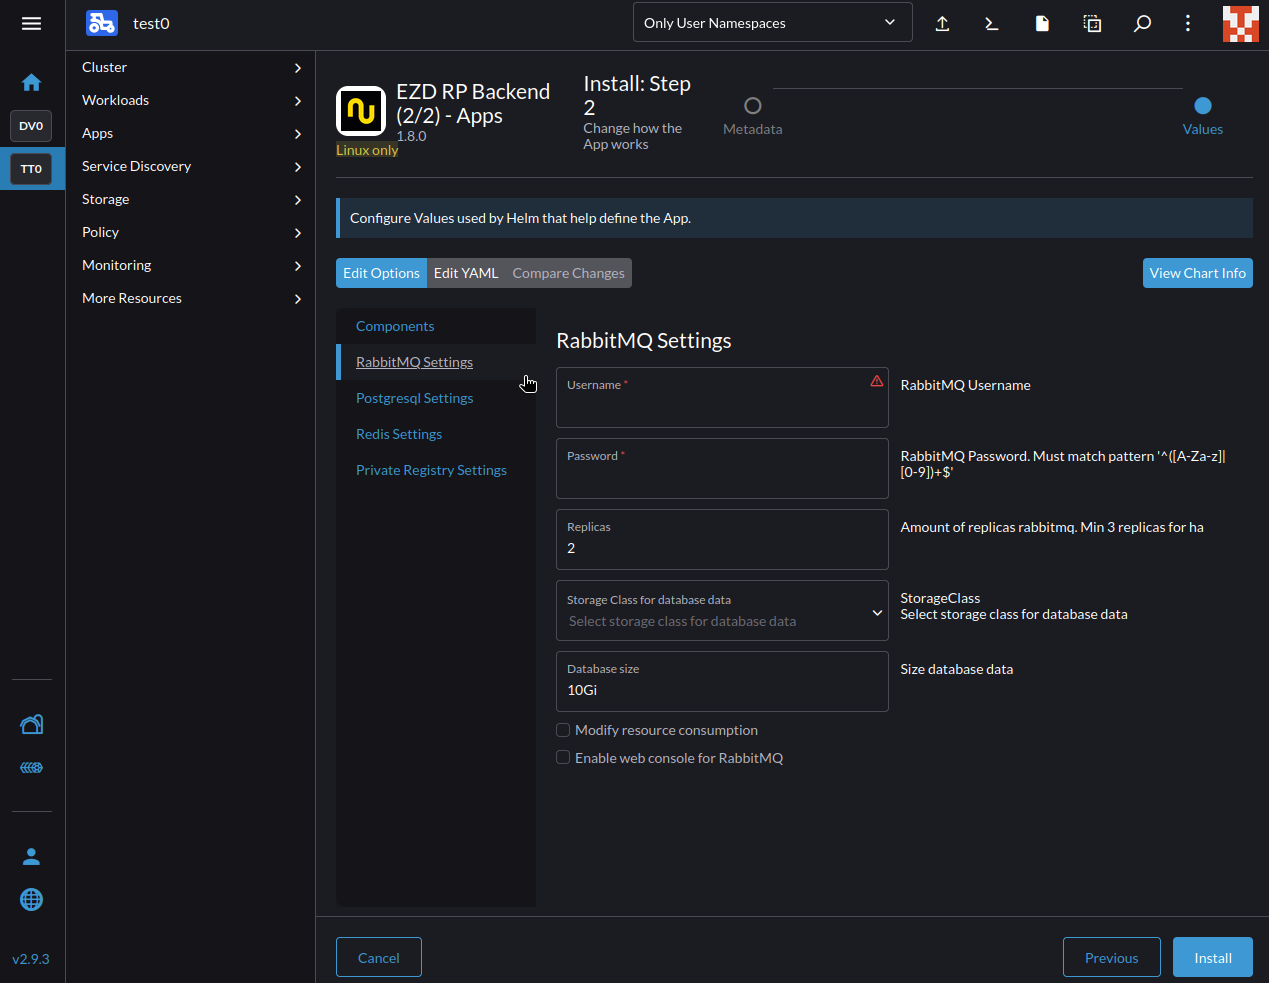 test0
Only User Namespaces
DV0
TT0
Cluster
Workloads
Apps
Service Discovery
Storage
Policy
Monitoring
More Resources
v2.9.3
EZD RP Backend
(2/2) - Apps
1.8.0
Linux only
Install: Step
2
Change how the
App works
Metadata
Values
Configure Values used by Helm that help define the App.
Edit Options
Edit YAML
Compare Changes
View Chart Info
Components
RabbitMQ Settings
Postgresql Settings
Redis Settings
Private Registry Settings
RabbitMQ Settings
Username *
RabbitMQ Username
Password *
RabbitMQ Password. Must match pattern '^([A-Za-z]|
[0-9])+$'
Replicas
2
Amount of replicas rabbitmq. Min 3 replicas for ha
Storage Class for database data
Select storage class for database data
StorageClass
Select storage class for database data
Database size
10Gi
Size database data
Modify resource consumption
Enable web console for RabbitMQ
Cancel
Previous
Install